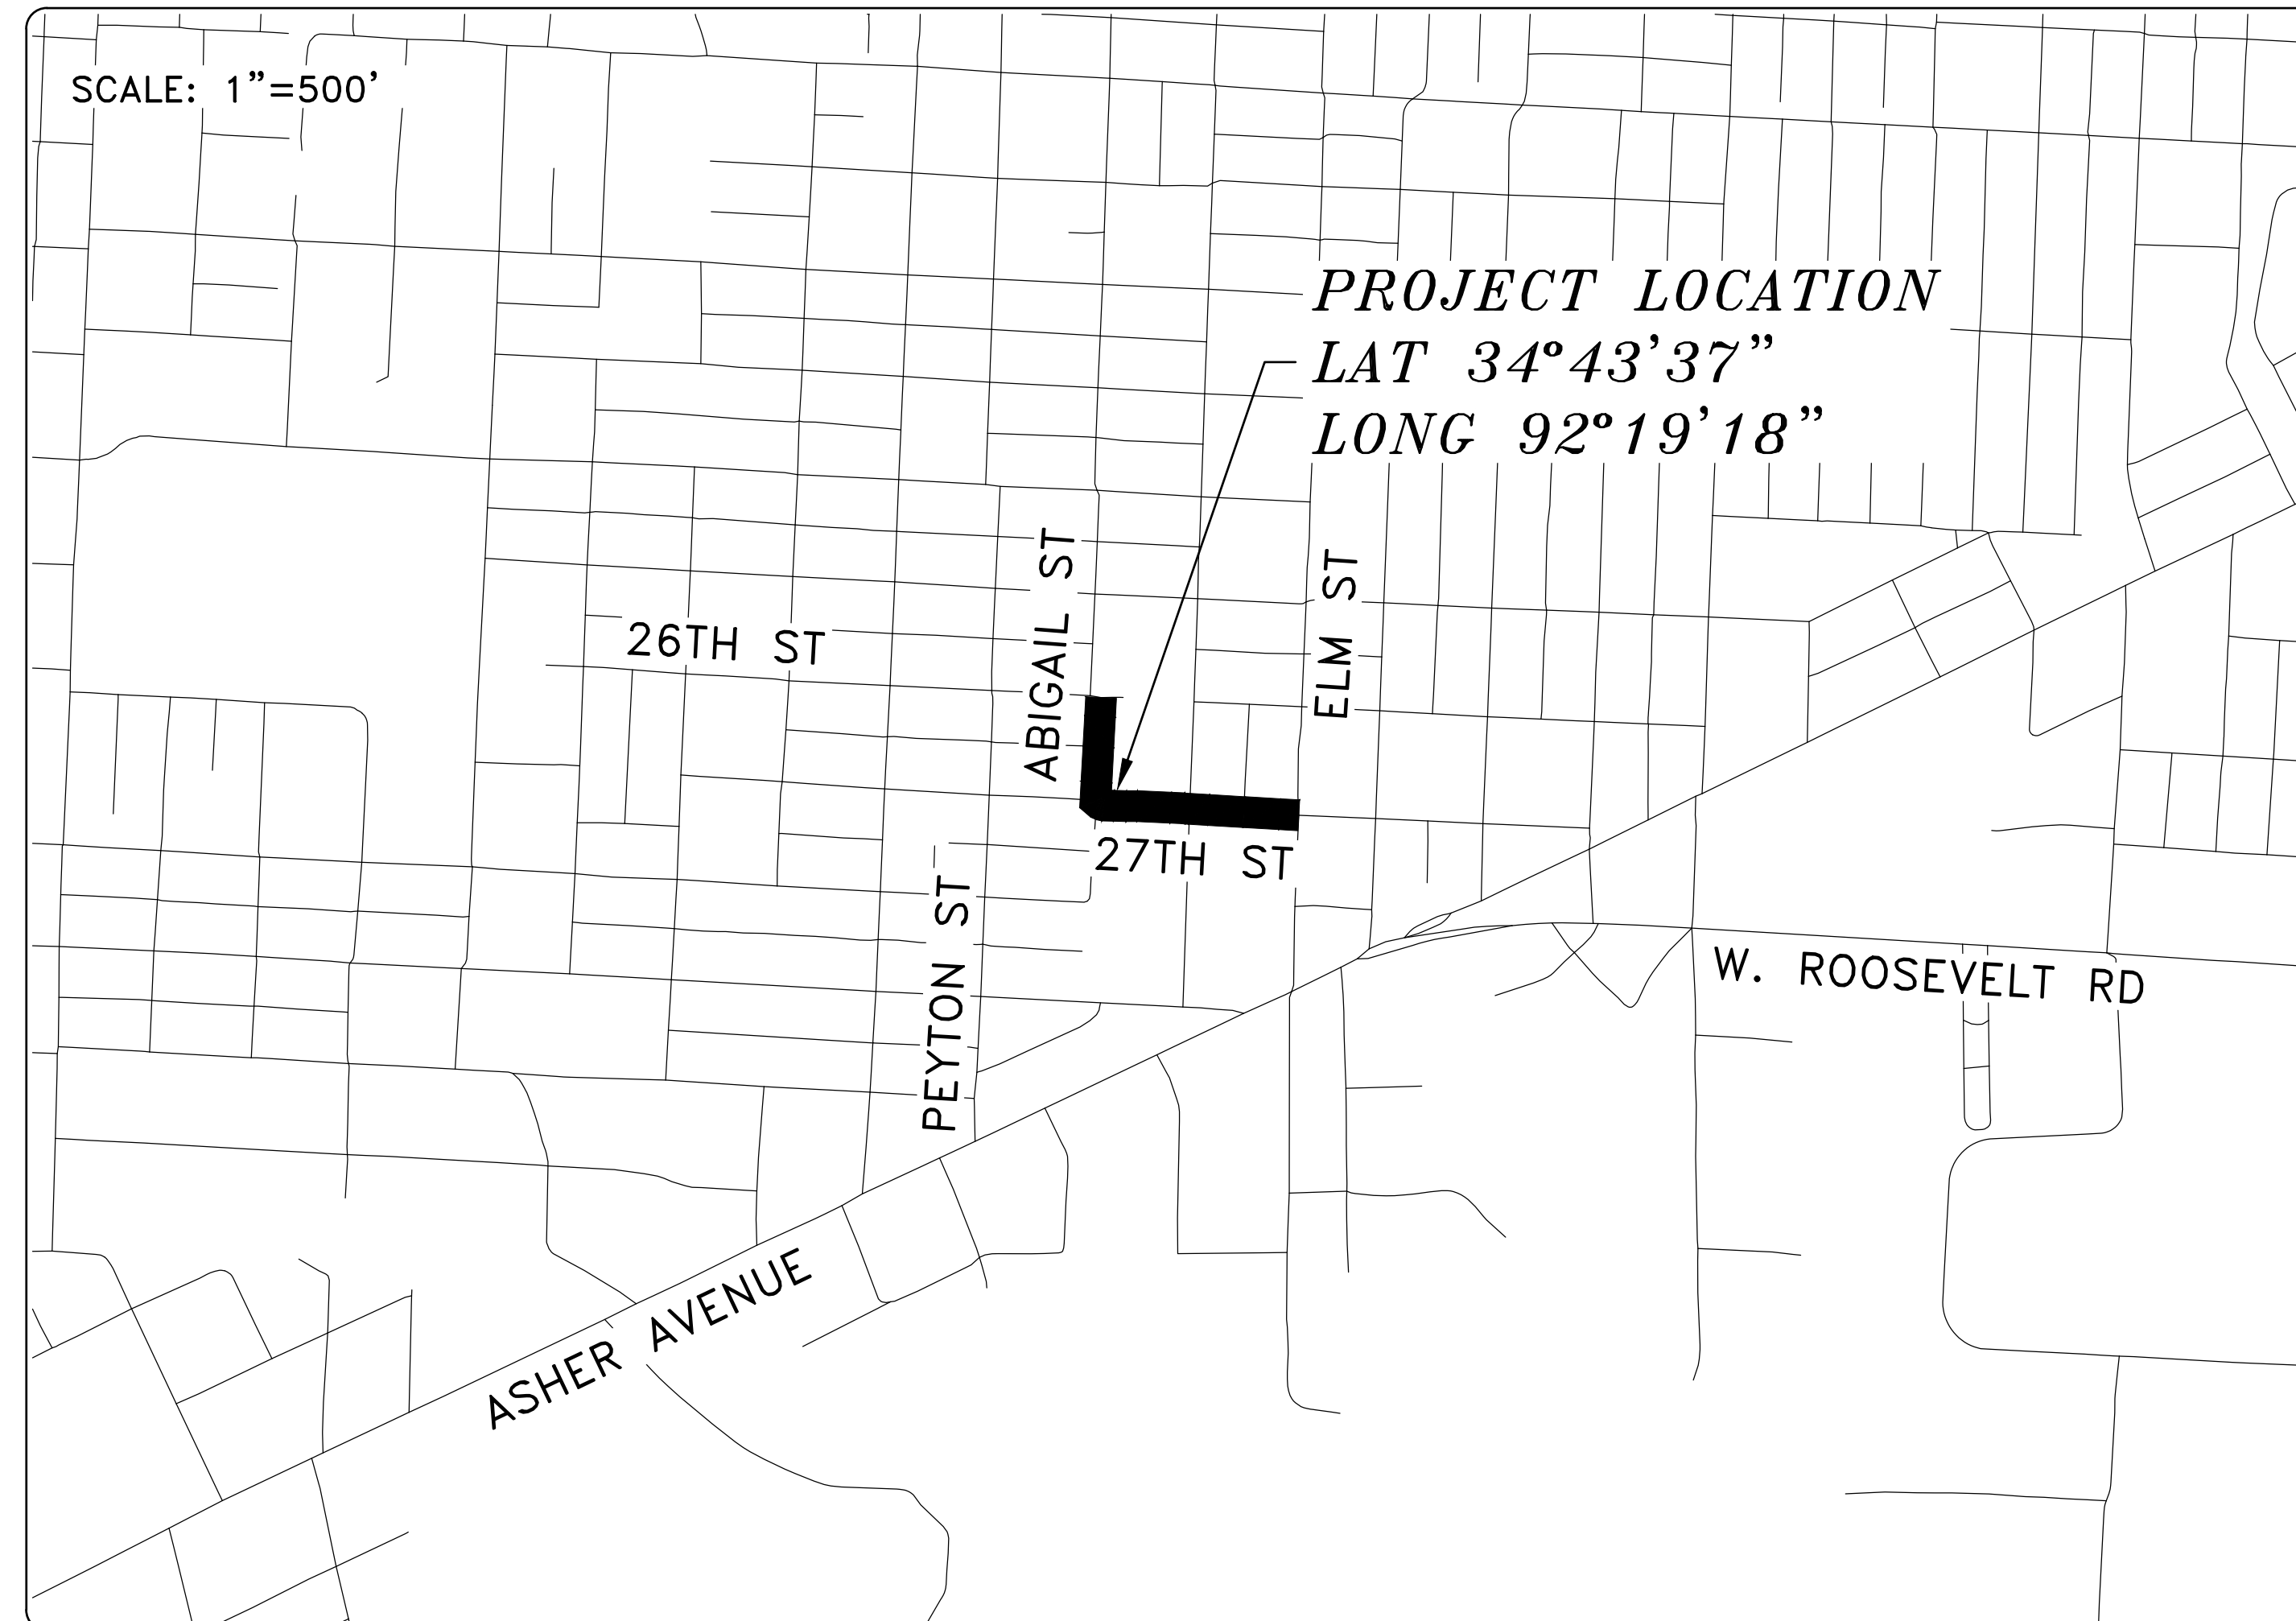 SCALE: 1"=500'
PROJECT LOCATION
LAT 34°43'37"
LONG 92°19'18"
ABIGAIL ST
ELM ST
26TH ST
27TH ST
PEYTON ST
W. ROOSEVELT RD
ASHER AVENUE